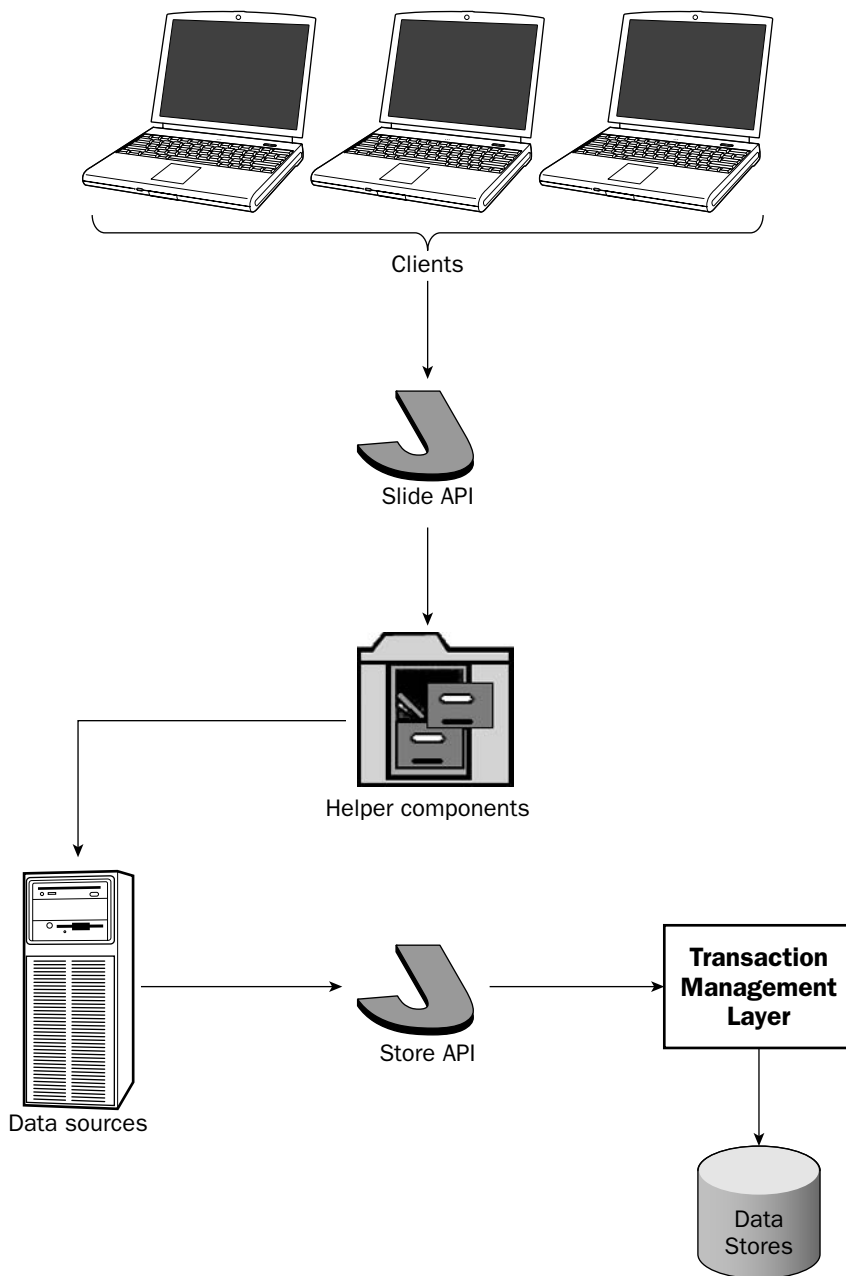 Clients
Slide API
Helper components
Data sources
Store API
Transaction
Management
Layer
Data
Stores